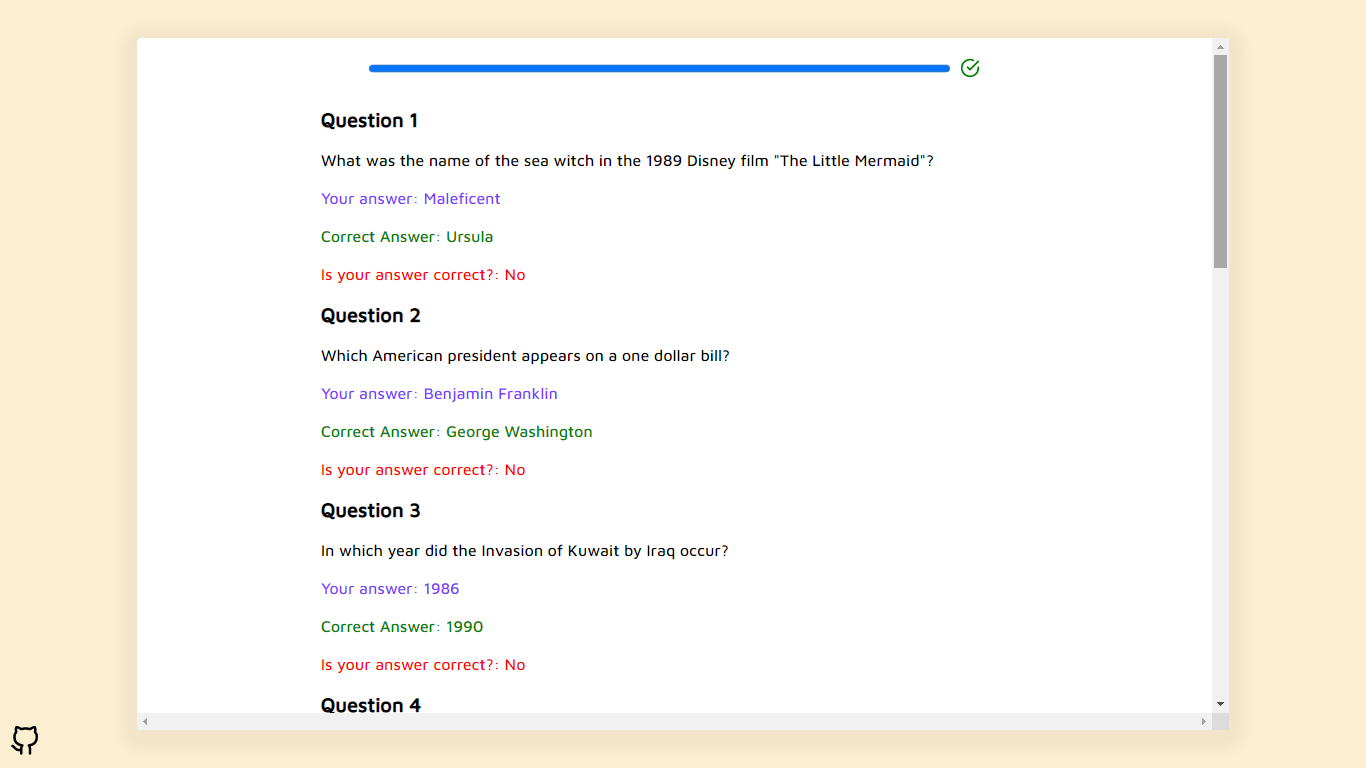 Question 1
What was the name of the sea witch in the 1989 Disney film "The Little Mermaid"?
Your answer: Maleficent
Correct Answer: Ursula
Is your answer correct?: No
Question 2
Which American president appears on a one dollar bill?
Your answer: Benjamin Franklin
Correct Answer: George Washington
Is your answer correct?: No
Question 3
In which year did the Invasion of Kuwait by Iraq occur?
Your answer: 1986
Correct Answer: 1990
Is your answer correct?: No
Question 4